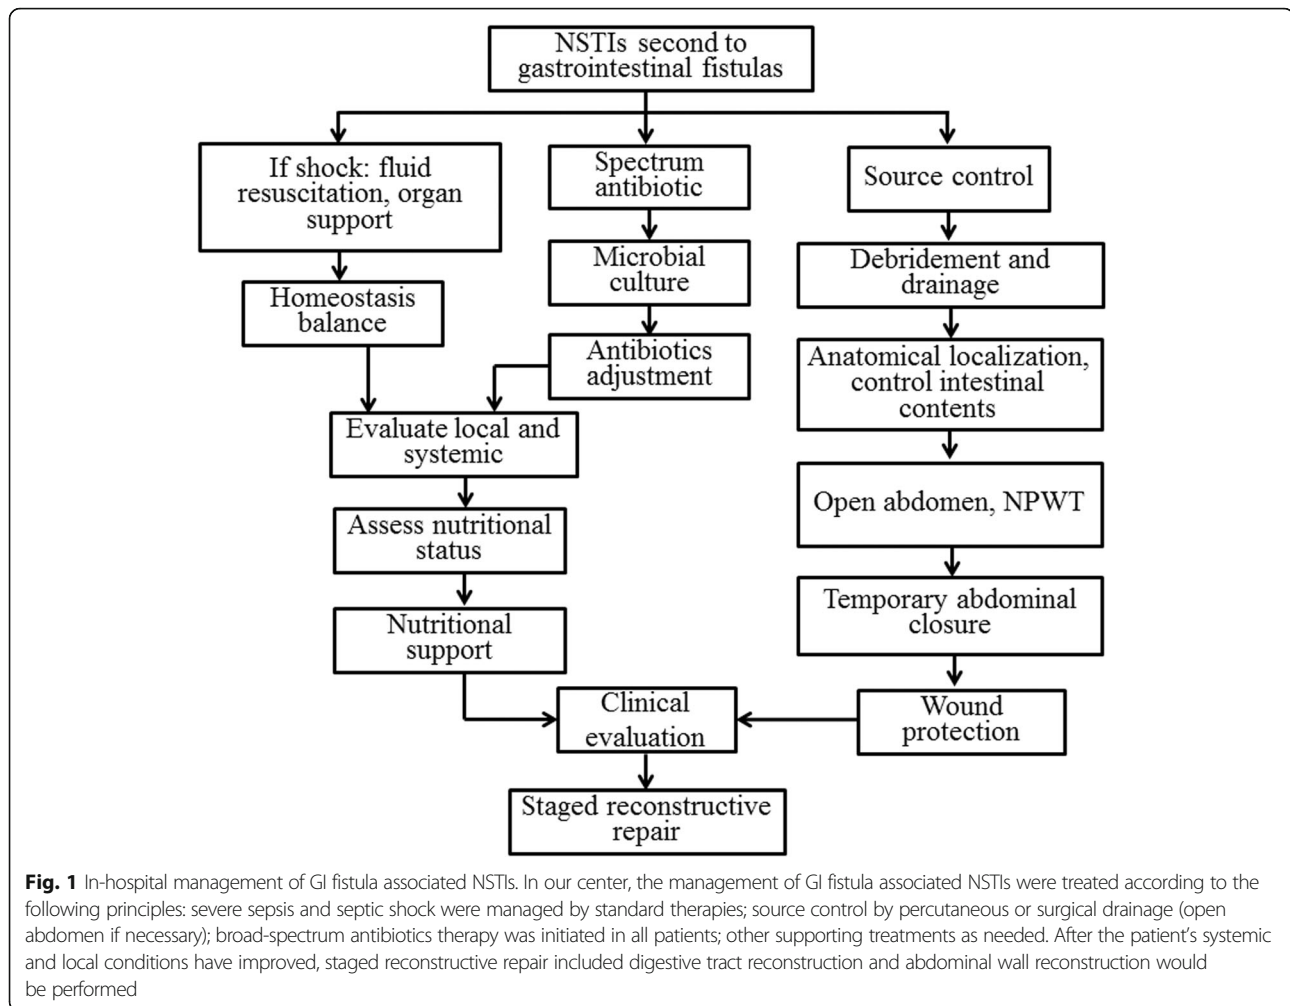 NSTIs second to
gastrointestinal fistulas
If shock: fluid
resuscitation, organ
support
Spectrum
antibiotic
Source control
Microbial
culture
Debridement and
drainage
Homeostasis
balance
Antibiotics
adjustment
Anatomical localization,
control intestinal
contents
Evaluate local and
systemic
Open abdomen, NPWT
Assess nutritional
status
Temporary abdominal
closure
Nutritional
support
Clinical
evaluation
Wound
protection
Staged reconstructive
repair
Fig. 1 In-hospital management of GI fistula associated NSTIs. In our center, the management of GI fistula associated NSTIs were treated according to the
following principles: severe sepsis and septic shock were managed by standard therapies; source control by percutaneous or surgical drainage (open
abdomen if necessary); broad-spectrum antibiotics therapy was initiated in all patients; other supporting treatments as needed. After the patient's systemic
and local conditions have improved, staged reconstructive repair included digestive tract reconstruction and abdominal wall reconstruction would
be performed